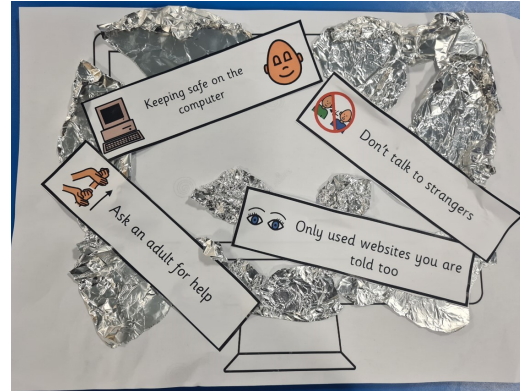 Keeping safe on the
computer
Don't talk to strangers
Ask an adult for help
Only used websites you are
told too